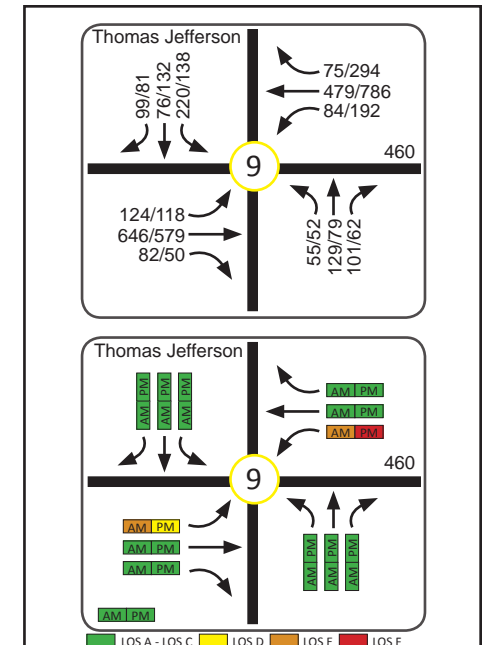 Thomas Jefferson
99/81
76/132
220/138
75/294
479/786
84/192
9
460
124/118
646/579
82/50
55/52
129/79
101/62
Thomas Jefferson
AM PM
AM PM
AM PM
AM PM
AM PM
AM PM
9
460
AM PM
AM PM
AM PM
AM PM
AM PM
AM PM
AM PM
LOS A - LOS C LOS D LOS E LOS F